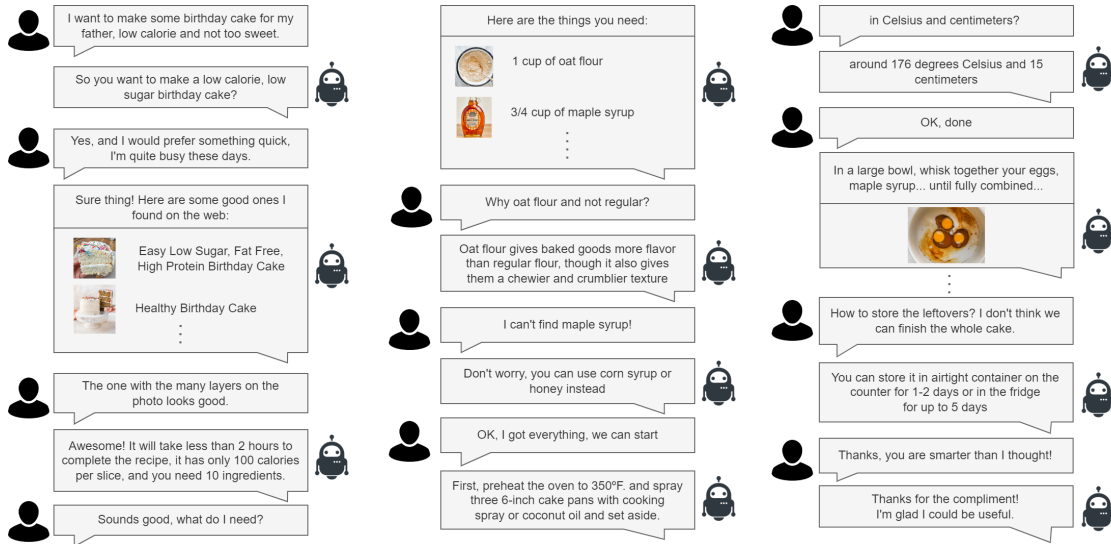 I want to make some birthday cake for my
father, low calorie and not too sweet.
So you want to make a low calorie, low
sugar birthday cake?
Yes, and I would prefer something quick,
I'm quite busy these days.
Sure thing! Here are some good ones I
found on the web:
Easy Low Sugar, Fat Free,
High Protein Birthday Cake
Healthy Birthday Cake
The one with the many layers on the
photo looks good.
Awesome! It will take less than 2 hours to
complete the recipe, it has only 100 calories
per slice, and you need 10 ingredients.
Sounds good, what do I need?
Here are the things you need:
1 cup of oat flour
3/4 cup of maple syrup
Why oat flour and not regular?
Oat flour gives baked goods more flavor
than regular flour, though it also gives
them a chewier and crumblier texture
I can't find maple syrup!
Don't worry, you can use corn syrup or
honey instead
OK, I got everything, we can start
First, preheat the oven to 350ºF. and spray
three 6-inch cake pans with cooking
spray or coconut oil and set aside.
in Celsius and centimeters?
around 176 degrees Celsius and 15
centimeters
OK, done
In a large bowl, whisk together your eggs,
maple syrup... until fully combined...
How to store the leftovers? I don't think we
can finish the whole cake.
You can store it in airtight container on the
counter for 1-2 days or in the fridge
for up to 5 days
Thanks, you are smarter than I thought!
Thanks for the compliment!
I'm glad I could be useful.